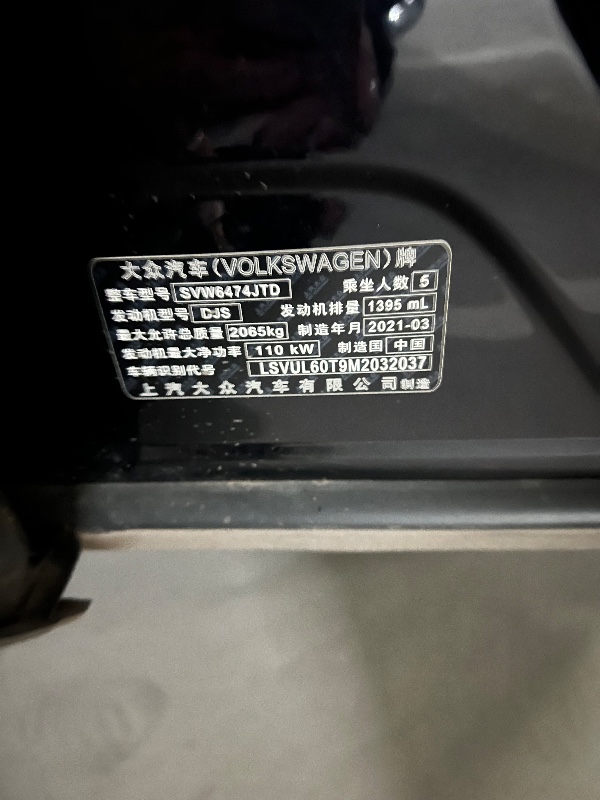 大众汽车(VOLKSWAGEN)牌
整车型号 SVW6474JTD 乘坐人数 5
发动机型号 DJS 发动机排量 1395 mL
最大允许总质量 2065kg 制造年月 2021-03
发动机最大净功率 110 kW 制造国 中国
车辆识别代号 LSVUL60T9M2032037
上汽大众汽车有限公司制造